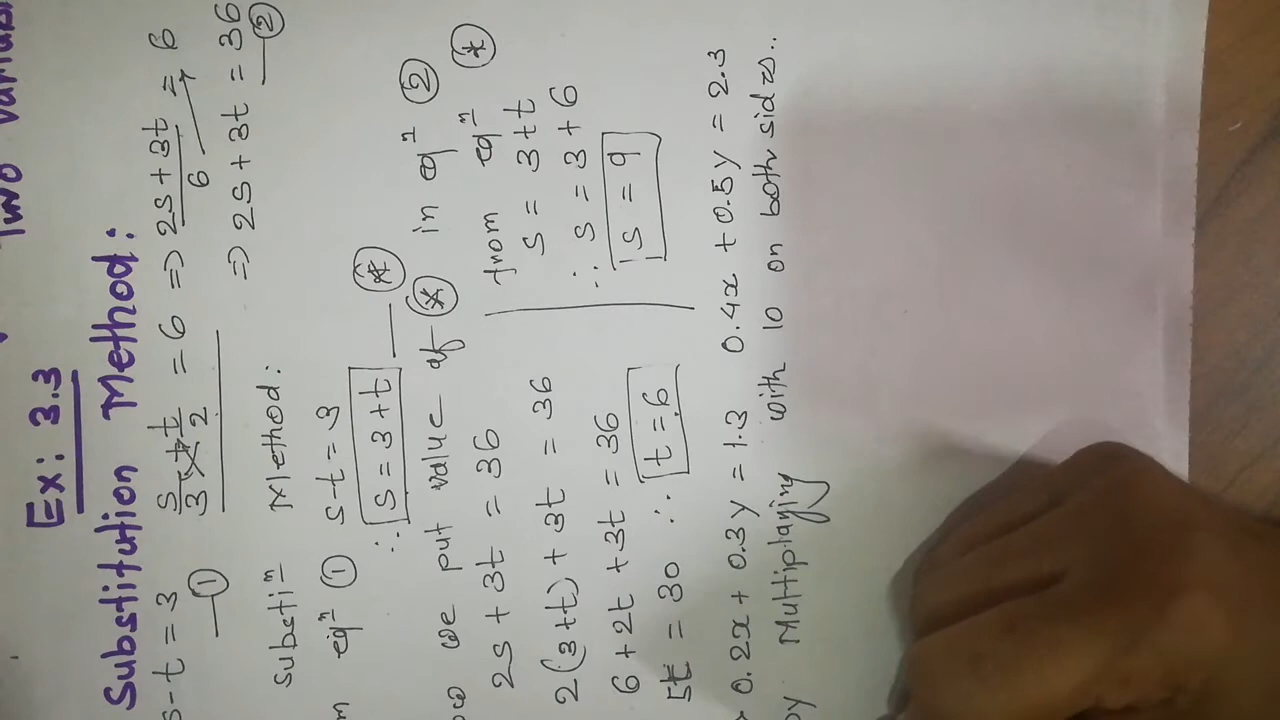 Two variab
Ex: 3.3
Substitution Method:
s-t = 3 s/3 + t/2 = 6 ⇒ (2s+3t)/6 = 6
—① ⇒ 2s+3t = 36 —②
substiⁿ Method:
eqⁿ ① s-t = 3
∴ s = 3+t —(*)
we put value of (*) in eqⁿ ②
2s + 3t = 36
2(3+t) + 3t = 36
6 + 2t + 3t = 36
5t = 30 ∴ t = 6
from eqⁿ (*)
s = 3+t
∴ s = 3+6
s = 9
0.2x + 0.3y = 1.3 0.4x + 0.5y = 2.3
by Multiplaying with 10 on both sides..